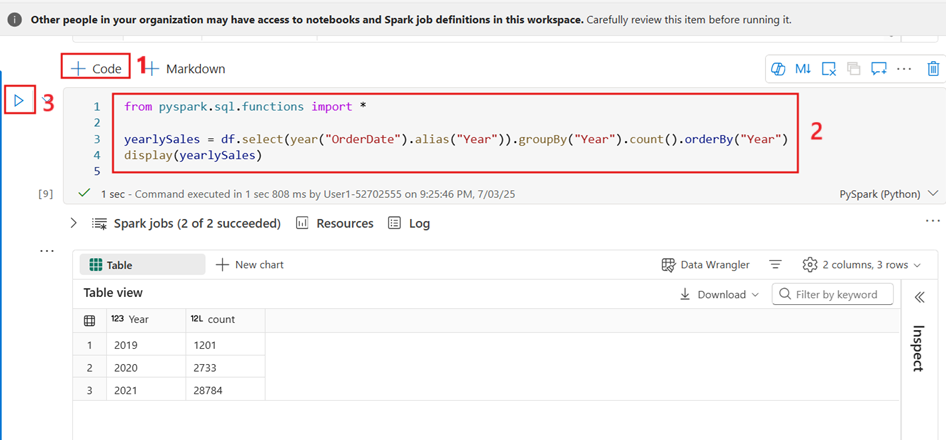 Other people in your organization may have access to notebooks and Spark job definitions in this workspace. Carefully review this item before running it.
+ Code 1 + Markdown M↓ ...
3
1 from pyspark.sql.functions import *
2
3 yearlySales = df.select(year("OrderDate").alias("Year")).groupBy("Year").count().orderBy("Year")
4 display(yearlySales)
5
2
[9] 1 sec - Command executed in 1 sec 808 ms by User1-52702555 on 9:25:46 PM, 7/03/25 PySpark (Python)
Spark jobs (2 of 2 succeeded) Resources Log ...
...
Table + New chart Data Wrangler 2 columns, 3 rows
Table view Download Filter by keyword
123 Year 12L count
1 2019 1201
2 2020 2733
3 2021 28784
Inspect